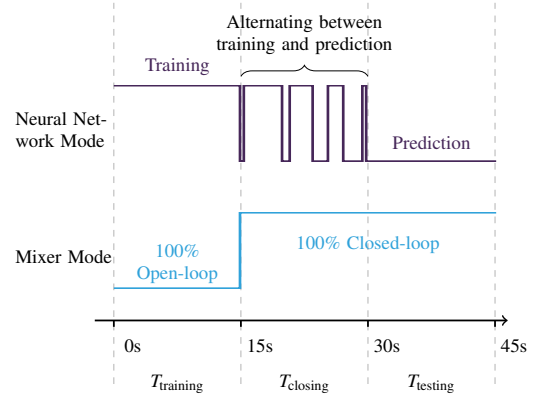 Alternating between
training and prediction
Training
Neural Net-
work Mode
Prediction
Mixer Mode
100%
Open-loop
100% Closed-loop
0s 15s 30s 45s
T_training T_closing T_testing